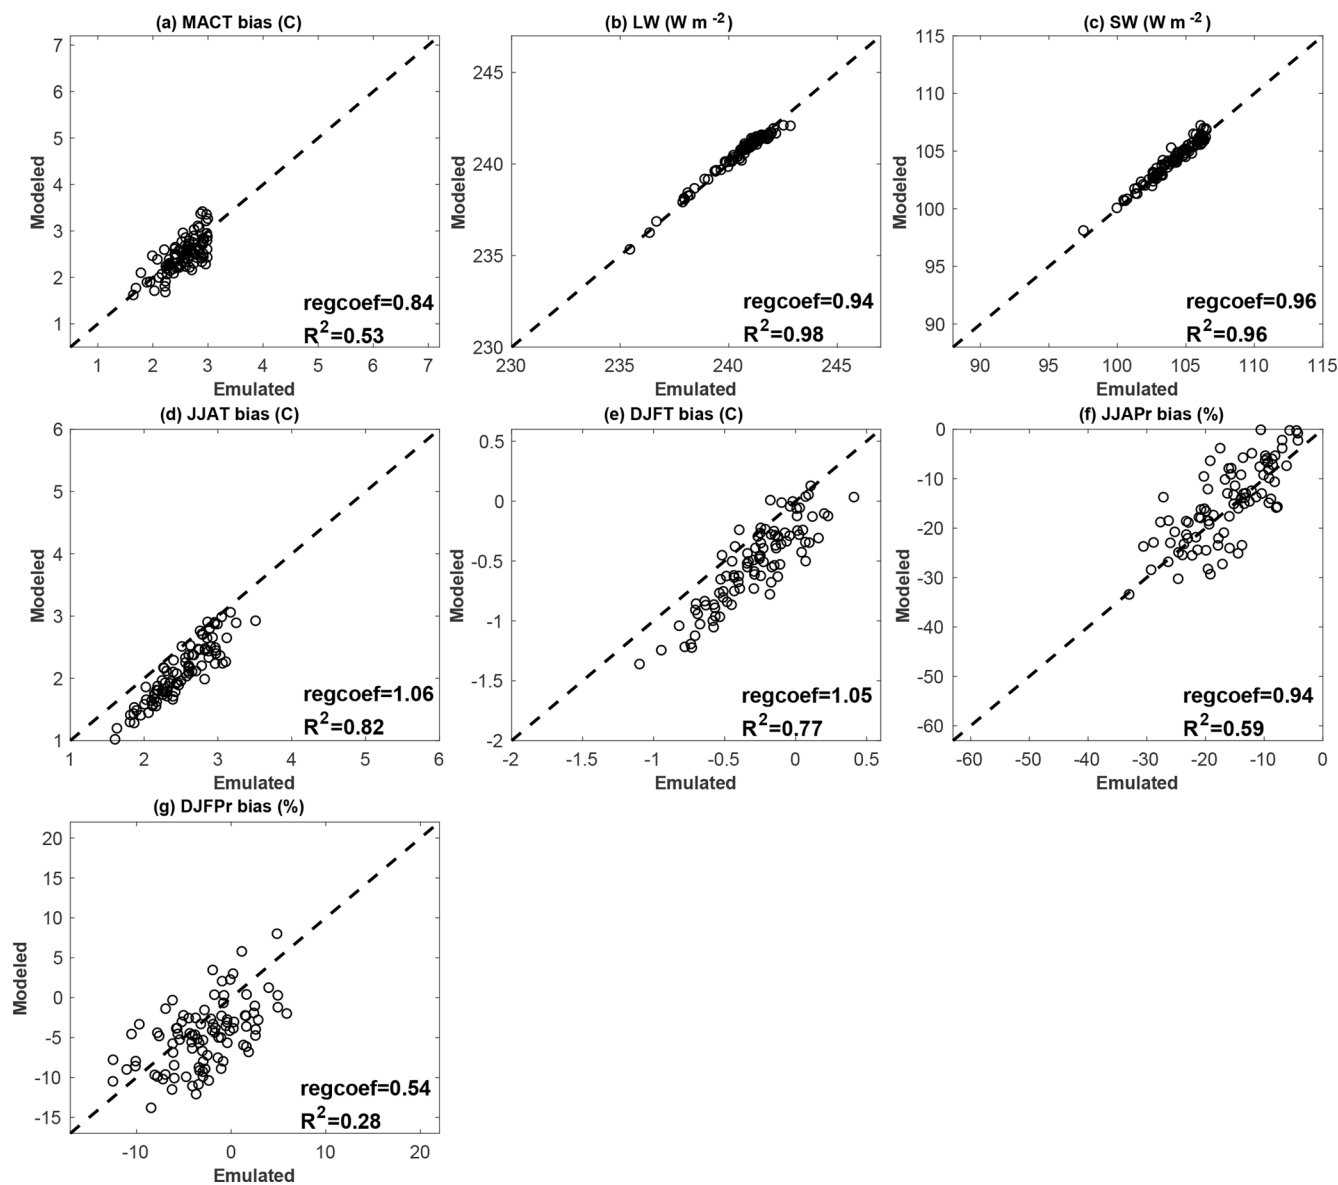 (a) MACT bias (C)
7
6
5
4
3
2
1
Modeled
regcoef=0.84
R2=0.53
1 2 3 4 5 6 7
Emulated
(b) LW (W m -2)
245
240
235
230
Modeled
regcoef=0.94
R2=0.98
230 235 240 245
Emulated
(c) SW (W m -2)
115
110
105
100
95
90
Modeled
regcoef=0.96
R2=0.96
90 95 100 105 110 115
Emulated
(d) JJAT bias (C)
6
5
4
3
2
1
Modeled
regcoef=1.06
R2=0.82
1 2 3 4 5 6
Emulated
(e) DJFT bias (C)
0.5
0
-0.5
-1
-1.5
-2
Modeled
regcoef=1.05
R2=0.77
-2 -1.5 -1 -0.5 0 0.5
Emulated
(f) JJAPr bias (%)
0
-10
-20
-30
-40
-50
-60
Modeled
regcoef=0.94
R2=0.59
-60 -50 -40 -30 -20 -10 0
Emulated
(g) DJFPr bias (%)
20
15
10
5
0
-5
-10
-15
Modeled
regcoef=0.54
R2=0.28
-10 0 10 20
Emulated